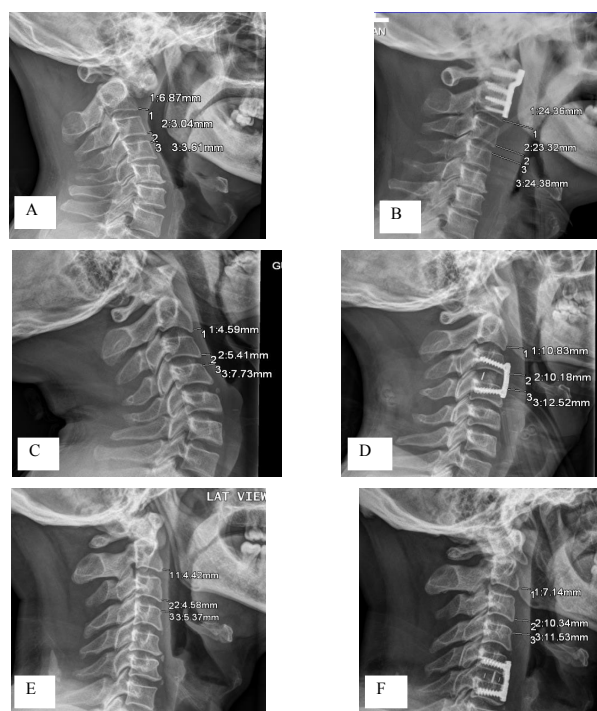 1:6.87mm
1
2:3.04mm
2
3 3:3.61mm
A
AN
1:24.36mm
1
2:23.32mm
2
3
3:24.38mm
B
G
1:4.59mm
1
2 2:5.41mm
3 3:7.73mm
C
1 1:10.83mm
2 2:10.18mm
3 3:12.52mm
D
LAT VIEW
1 1:4.42mm
2 2:4.58mm
3 3:5.37mm
E
1 1:7.14mm
2 2:10.34mm
3 3:11.53mm
F